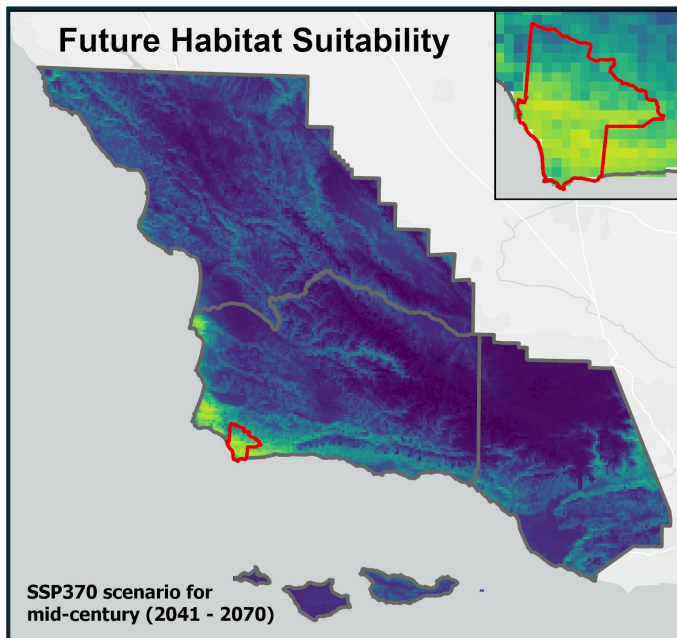 Future Habitat Suitability
SSP370 scenario for
mid-century (2041 - 2070)